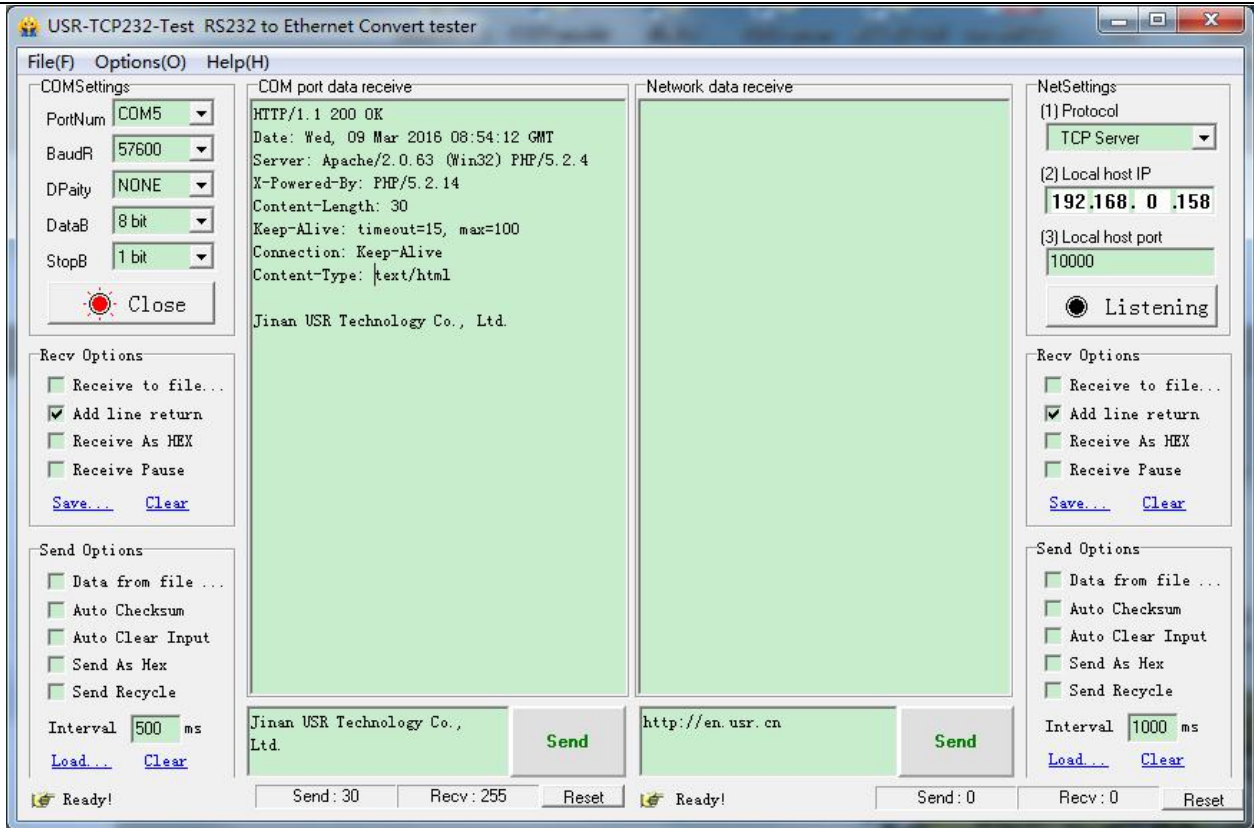 USR-TCP232-Test RS232 to Ethernet Convert tester
File(F) Options(O) Help(H)
COMSettings
PortNum COM5
BaudR 57600
DPaity NONE
DataB 8 bit
StopB 1 bit
Close
Recv Options
Receive to file...
Add line return
Receive As HEX
Receive Pause
Save... Clear
Send Options
Data from file ...
Auto Checksum
Auto Clear Input
Send As Hex
Send Recycle
Interval 500 ms
Load... Clear
Ready!
COM port data receive
HTTP/1.1 200 OK
Date: Wed, 09 Mar 2016 08:54:12 GMT
Server: Apache/2.0.63 (Win32) PHP/5.2.4
X-Powered-By: PHP/5.2.14
Content-Length: 30
Keep-Alive: timeout=15, max=100
Connection: Keep-Alive
Content-Type: text/html
Jinan USR Technology Co., Ltd.
Jinan USR Technology Co.,
Ltd.
Send
Send : 30 Recv : 255 Reset
Network data receive
http://en.usr.cn
Send
Ready!
Send : 0 Recv : 0 Reset
NetSettings
(1) Protocol
TCP Server
(2) Local host IP
192.168. 0 .158
(3) Local host port
10000
Listening
Recv Options
Receive to file...
Add line return
Receive As HEX
Receive Pause
Save... Clear
Send Options
Data from file ...
Auto Checksum
Auto Clear Input
Send As Hex
Send Recycle
Interval 1000 ms
Load... Clear